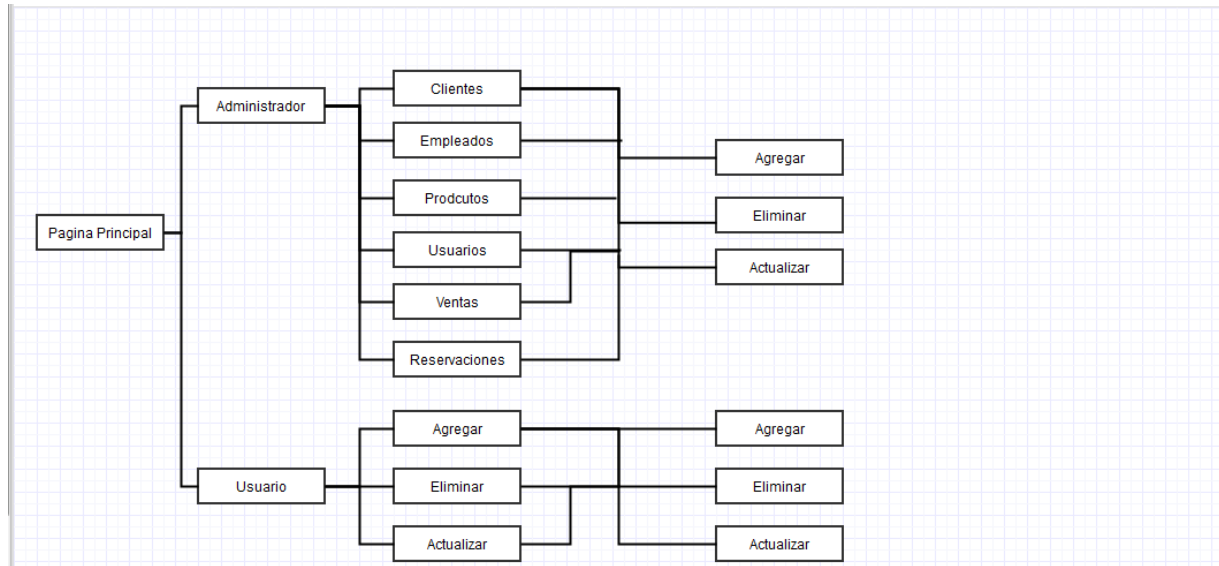 Pagina Principal
Administrador
Clientes
Empleados
Prodcutos
Usuarios
Ventas
Reservaciones
Agregar
Eliminar
Actualizar
Usuario
Agregar
Eliminar
Actualizar
Agregar
Eliminar
Actualizar